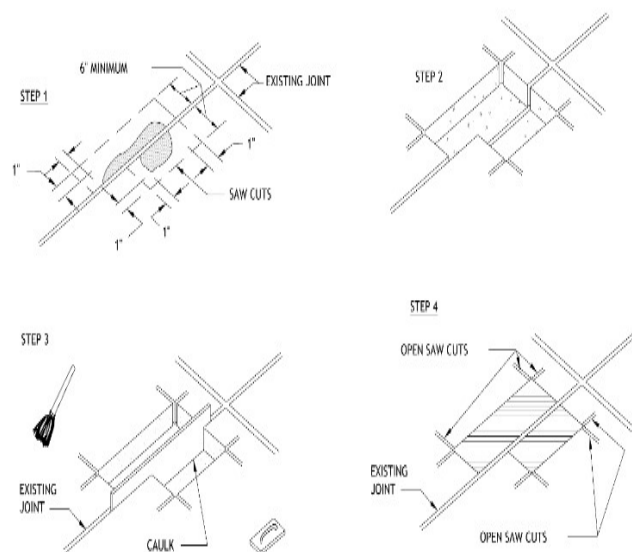 STEP 1
6" MINIMUM
EXISTING JOINT
1"
1"
SAW CUTS
1"
1"
STEP 2
STEP 3
EXISTING
JOINT
CAULK
STEP 4
OPEN SAW CUTS
EXISTING
JOINT
OPEN SAW CUTS